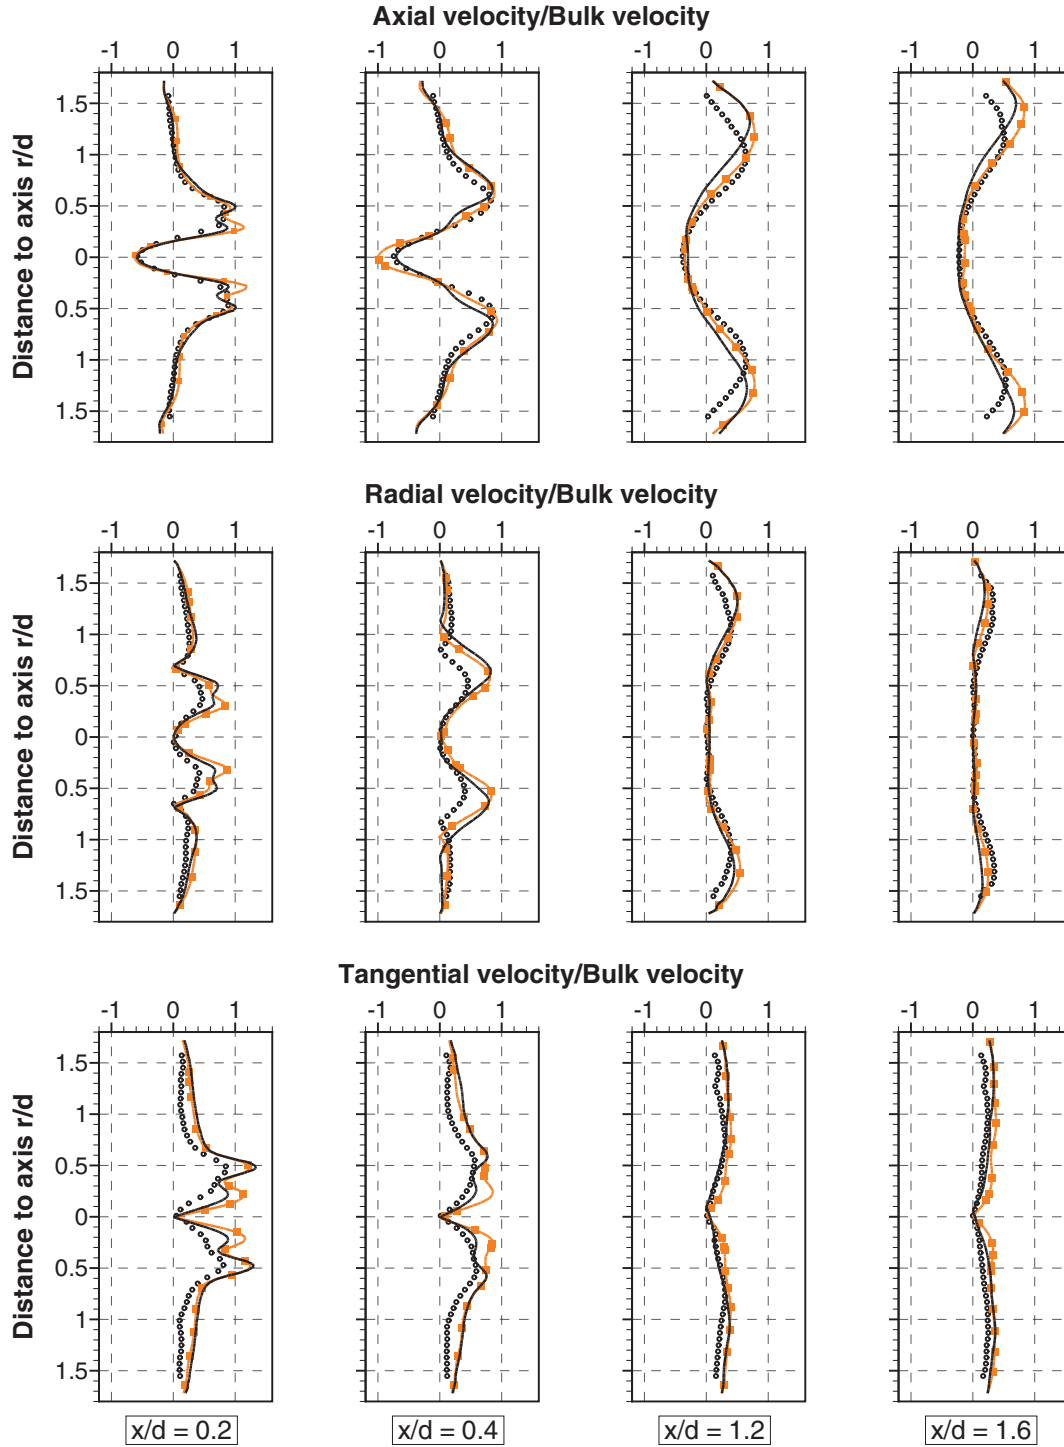 Axial velocity/Bulk velocity
-1 0 1 -1 0 1 -1 0 1 -1 0 1
Distance to axis r/d
1.5
1
0.5
0
0.5
1
1.5
Radial velocity/Bulk velocity
-1 0 1 -1 0 1 -1 0 1 -1 0 1
Distance to axis r/d
1.5
1
0.5
0
0.5
1
1.5
Tangential velocity/Bulk velocity
-1 0 1 -1 0 1 -1 0 1 -1 0 1
Distance to axis r/d
1.5
1
0.5
0
0.5
1
1.5
x/d = 0.2 x/d = 0.4 x/d = 1.2 x/d = 1.6